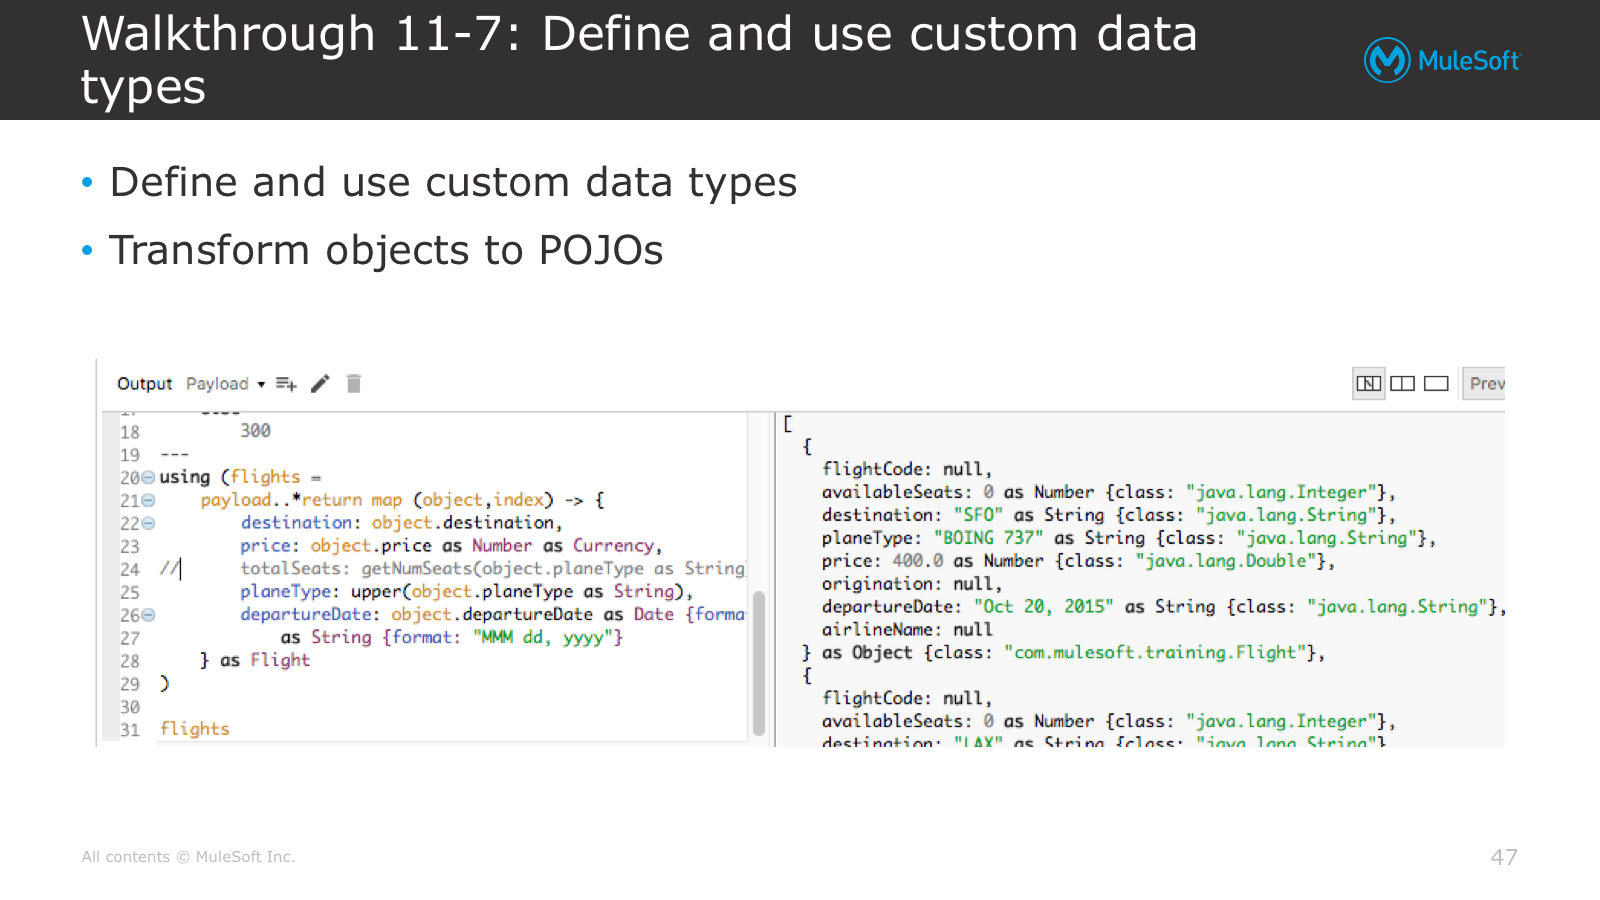 Walkthrough 11-7: Define and use custom data
types
MuleSoft
• Define and use custom data types
• Transform objects to POJOs
Output Payload
Prev
18 300
19 ---
20 using (flights =
21 payload..*return map (object,index) -> {
22 destination: object.destination,
23 price: object.price as Number as Currency,
24 // totalSeats: getNumSeats(object.planeType as String
25 planeType: upper(object.planeType as String),
26 departureDate: object.departureDate as Date {forma
27 as String {format: "MMM dd, yyyy"}
28 } as Flight
29 )
30
31 flights
[
{
flightCode: null,
availableSeats: 0 as Number {class: "java.lang.Integer"},
destination: "SFO" as String {class: "java.lang.String"},
planeType: "BOING 737" as String {class: "java.lang.String"},
price: 400.0 as Number {class: "java.lang.Double"},
origination: null,
departureDate: "Oct 20, 2015" as String {class: "java.lang.String"},
airlineName: null
} as Object {class: "com.mulesoft.training.Flight"},
{
flightCode: null,
availableSeats: 0 as Number {class: "java.lang.Integer"},
destination: "LAX" as String {class: "java.lang.String"}
All contents © MuleSoft Inc.
47